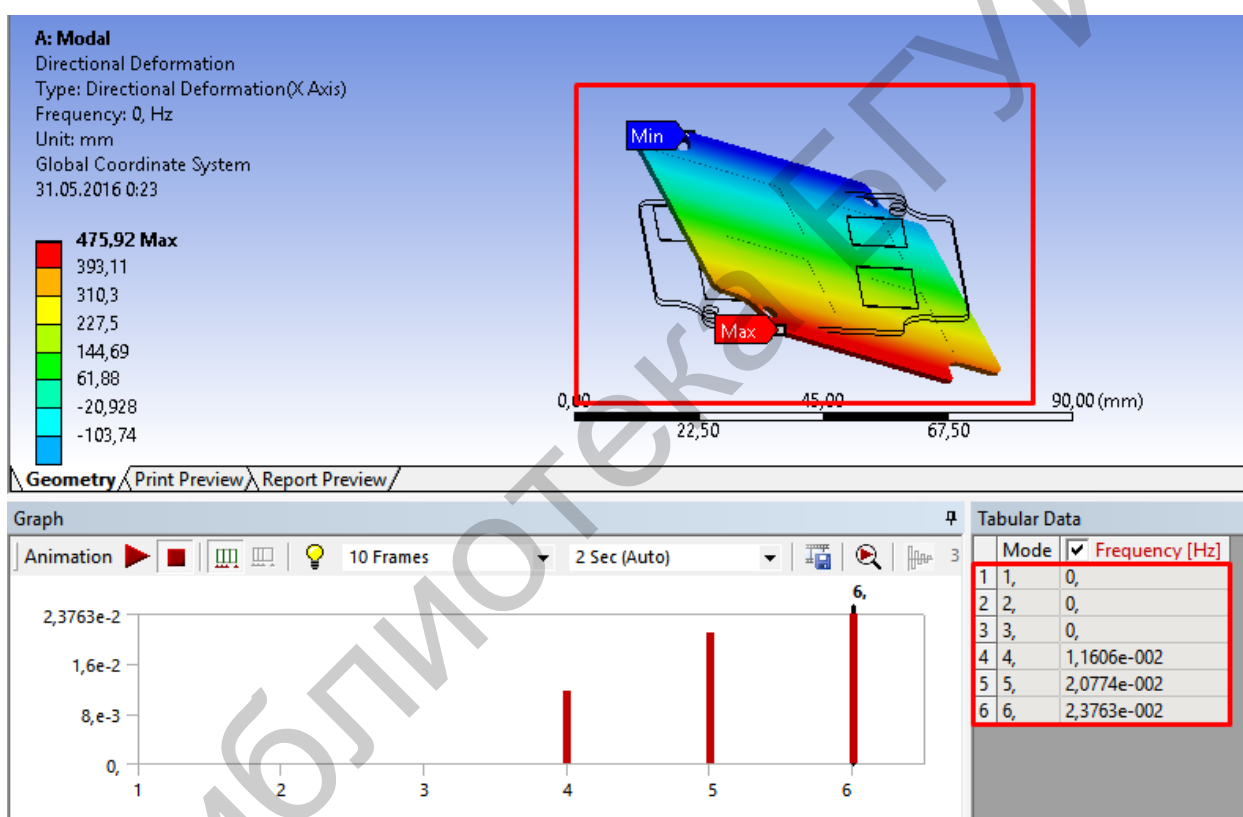 A: Modal
Directional Deformation
Type: Directional Deformation(X Axis)
Frequency: 0, Hz
Unit: mm
Global Coordinate System
31.05.2016 0:23
475,92 Max
393,11
310,3
227,5
144,69
61,88
-20,928
-103,74
Min
Max
0,00 45,00 90,00 (mm)
22,50 67,50
Geometry Print Preview Report Preview
Graph
Animation 10 Frames 2 Sec (Auto) 3
6,
2,3763e-2
1,6e-2
8,e-3
0,
1 2 3 4 5 6
Tabular Data
Mode Frequency [Hz]
1 1, 0,
2 2, 0,
3 3, 0,
4 4, 1,1606e-002
5 5, 2,0774e-002
6 6, 2,3763e-002